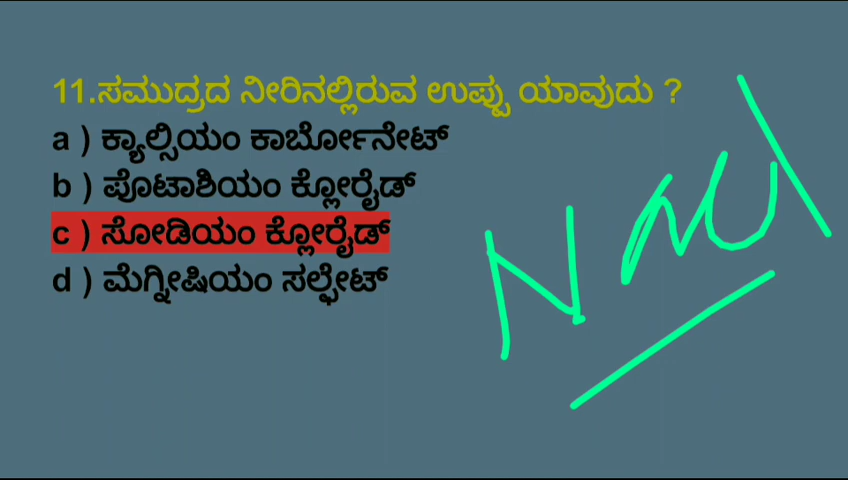 11.ಸಮುದ್ರದ ನೀರಿನಲ್ಲಿರುವ ಉಪ್ಪು ಯಾವುದು ?
a ) ಕ್ಯಾಲ್ಸಿಯಂ ಕಾರ್ಬೋನೇಟ್
b ) ಪೊಟಾಶಿಯಂ ಕ್ಲೋರೈಡ್
c ) ಸೋಡಿಯಂ ಕ್ಲೋರೈಡ್
d ) ಮೆಗ್ನೀಷಿಯಂ ಸಲ್ಫೇಟ್
Nacl